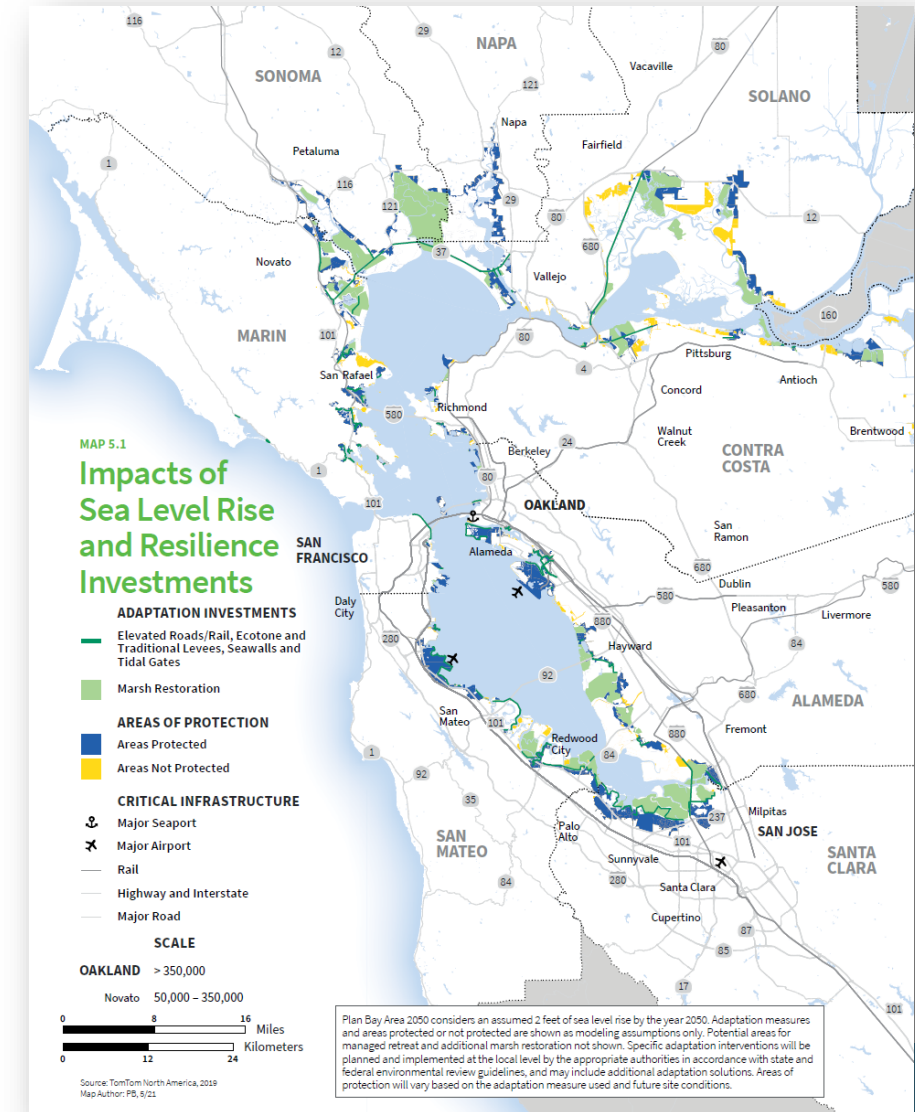 MAP 5.1
Impacts of
Sea Level Rise
and Resilience
Investments
ADAPTATION INVESTMENTS
Elevated Roads/Rail, Ecotone and
Traditional Levees, Seawalls and
Tidal Gates
Marsh Restoration
AREAS OF PROTECTION
Areas Protected
Areas Not Protected
CRITICAL INFRASTRUCTURE
Major Seaport
Major Airport
Rail
Highway and Interstate
Major Road
SCALE
OAKLAND > 350,000
Novato 50,000 – 350,000
0 8 16 Miles
Kilometers
0 12 24
Source: TomTom North America, 2019
Map Author: PB, 5/21
116
29
NAPA
80
12
SONOMA
Vacaville
121
SOLANO
Napa
Petaluma
Fairfield
1
116
121
29
80
12
680
37
Novato
Vallejo
160
MARIN
101
80
Pittsburg
4
San Rafael
Antioch
Concord
580
Richmond
Walnut
Creek
Brentwood
24
Berkeley
CONTRA
COSTA
1
80
101
OAKLAND
SAN
FRANCISCO
Alameda
San
Ramon
680
Dublin
580
580
Daly
City
Pleasanton
Livermore
880
280
Hayward
84
92
680
ALAMEDA
San
Mateo
101
Fremont
880
Redwood
City
1
84
92
35
237
Milpitas
SAN
MATEO
Palo
Alto
101
SAN JOSE
SANTA
CLARA
Sunnyvale
280
84
Santa Clara
Cupertino
87
85
17
101
Plan Bay Area 2050 considers an assumed 2 feet of sea level rise by the year 2050. Adaptation measures
and areas protected or not protected are shown as modeling assumptions only. Potential areas for
managed retreat and additional marsh restoration not shown. Specific adaptation interventions will be
planned and implemented at the local level by the appropriate authorities in accordance with state and
federal environmental review guidelines, and may include additional adaptation solutions. Areas of
protection will vary based on the adaptation measure used and future site conditions.